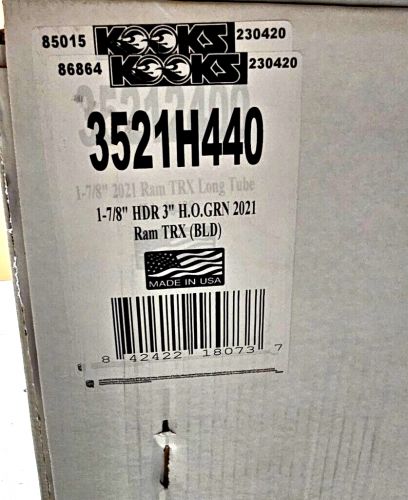 85015 KOOKS 230420
86864 KOOKS 230420
3521H440
1-7/8" 2021 Ram TRX Long Tube
1-7/8" HDR 3" H.O.GRN 2021
Ram TRX (BLD)
MADE IN USA
8 42422 18073 7